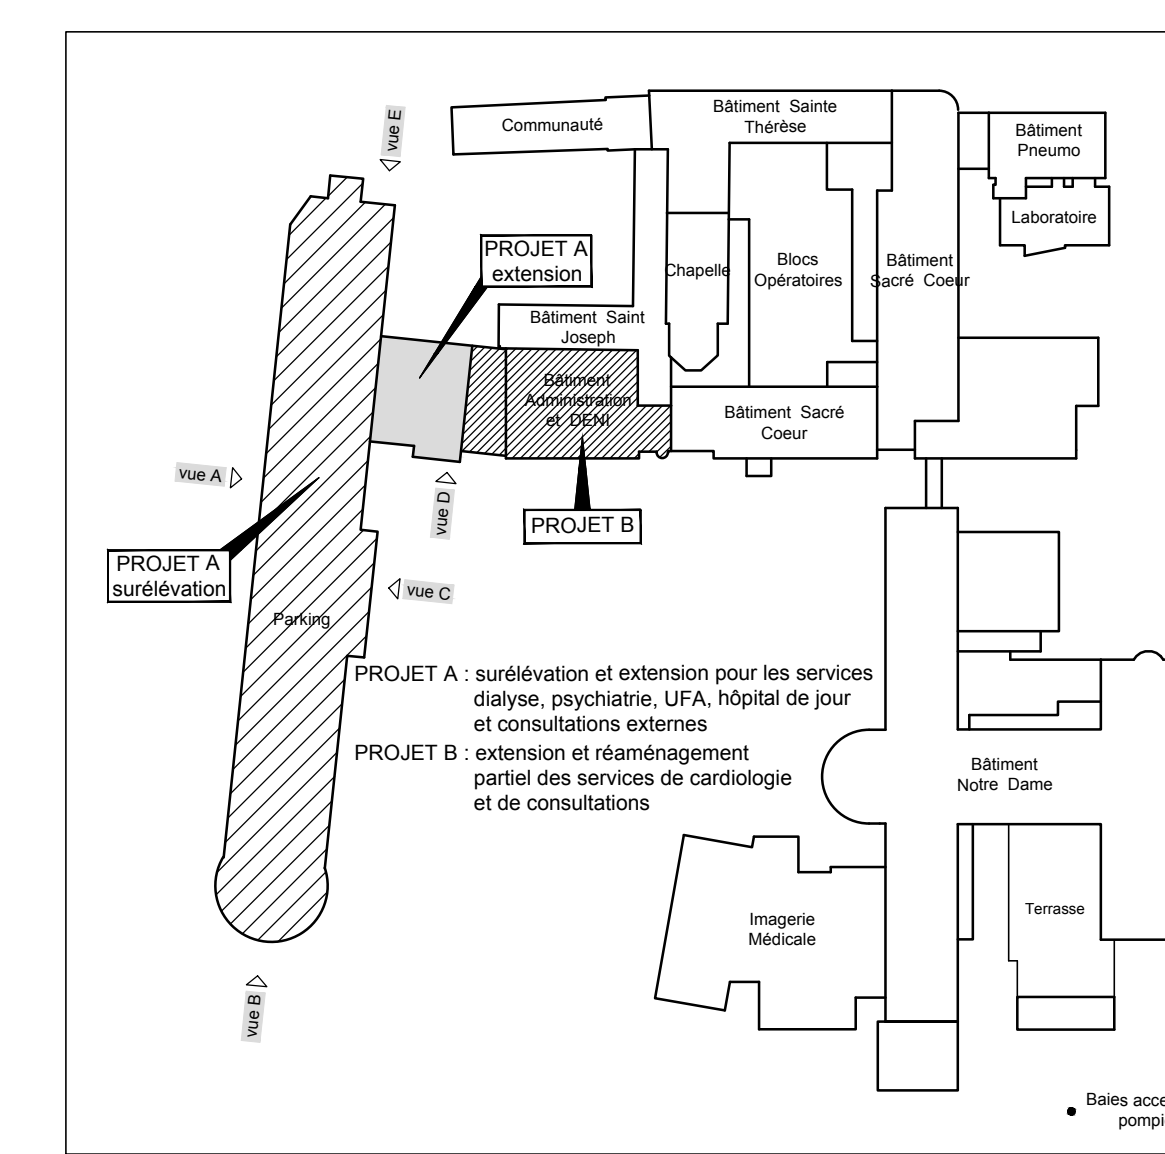 vue E
Communauté
Bâtiment Sainte
Thérèse
Bâtiment
Pneumo
Laboratoire
PROJET A
extension
Chapelle
Blocs
Opératoires
Bâtiment
Sacré Coeur
Bâtiment Saint
Joseph
Bâtiment
Administration
et DENI
Bâtiment Sacré
Coeur
vue A
vue D
PROJET B
PROJET A
surélévation
vue C
Parking
PROJET A : surélévation et extension pour les services
dialyse, psychiatrie, UFA, hôpital de jour
et consultations externes
PROJET B : extension et réaménagement
partiel des services de cardiologie
et de consultations
Bâtiment
Notre Dame
Imagerie
Médicale
Terrasse
vue B
Baies